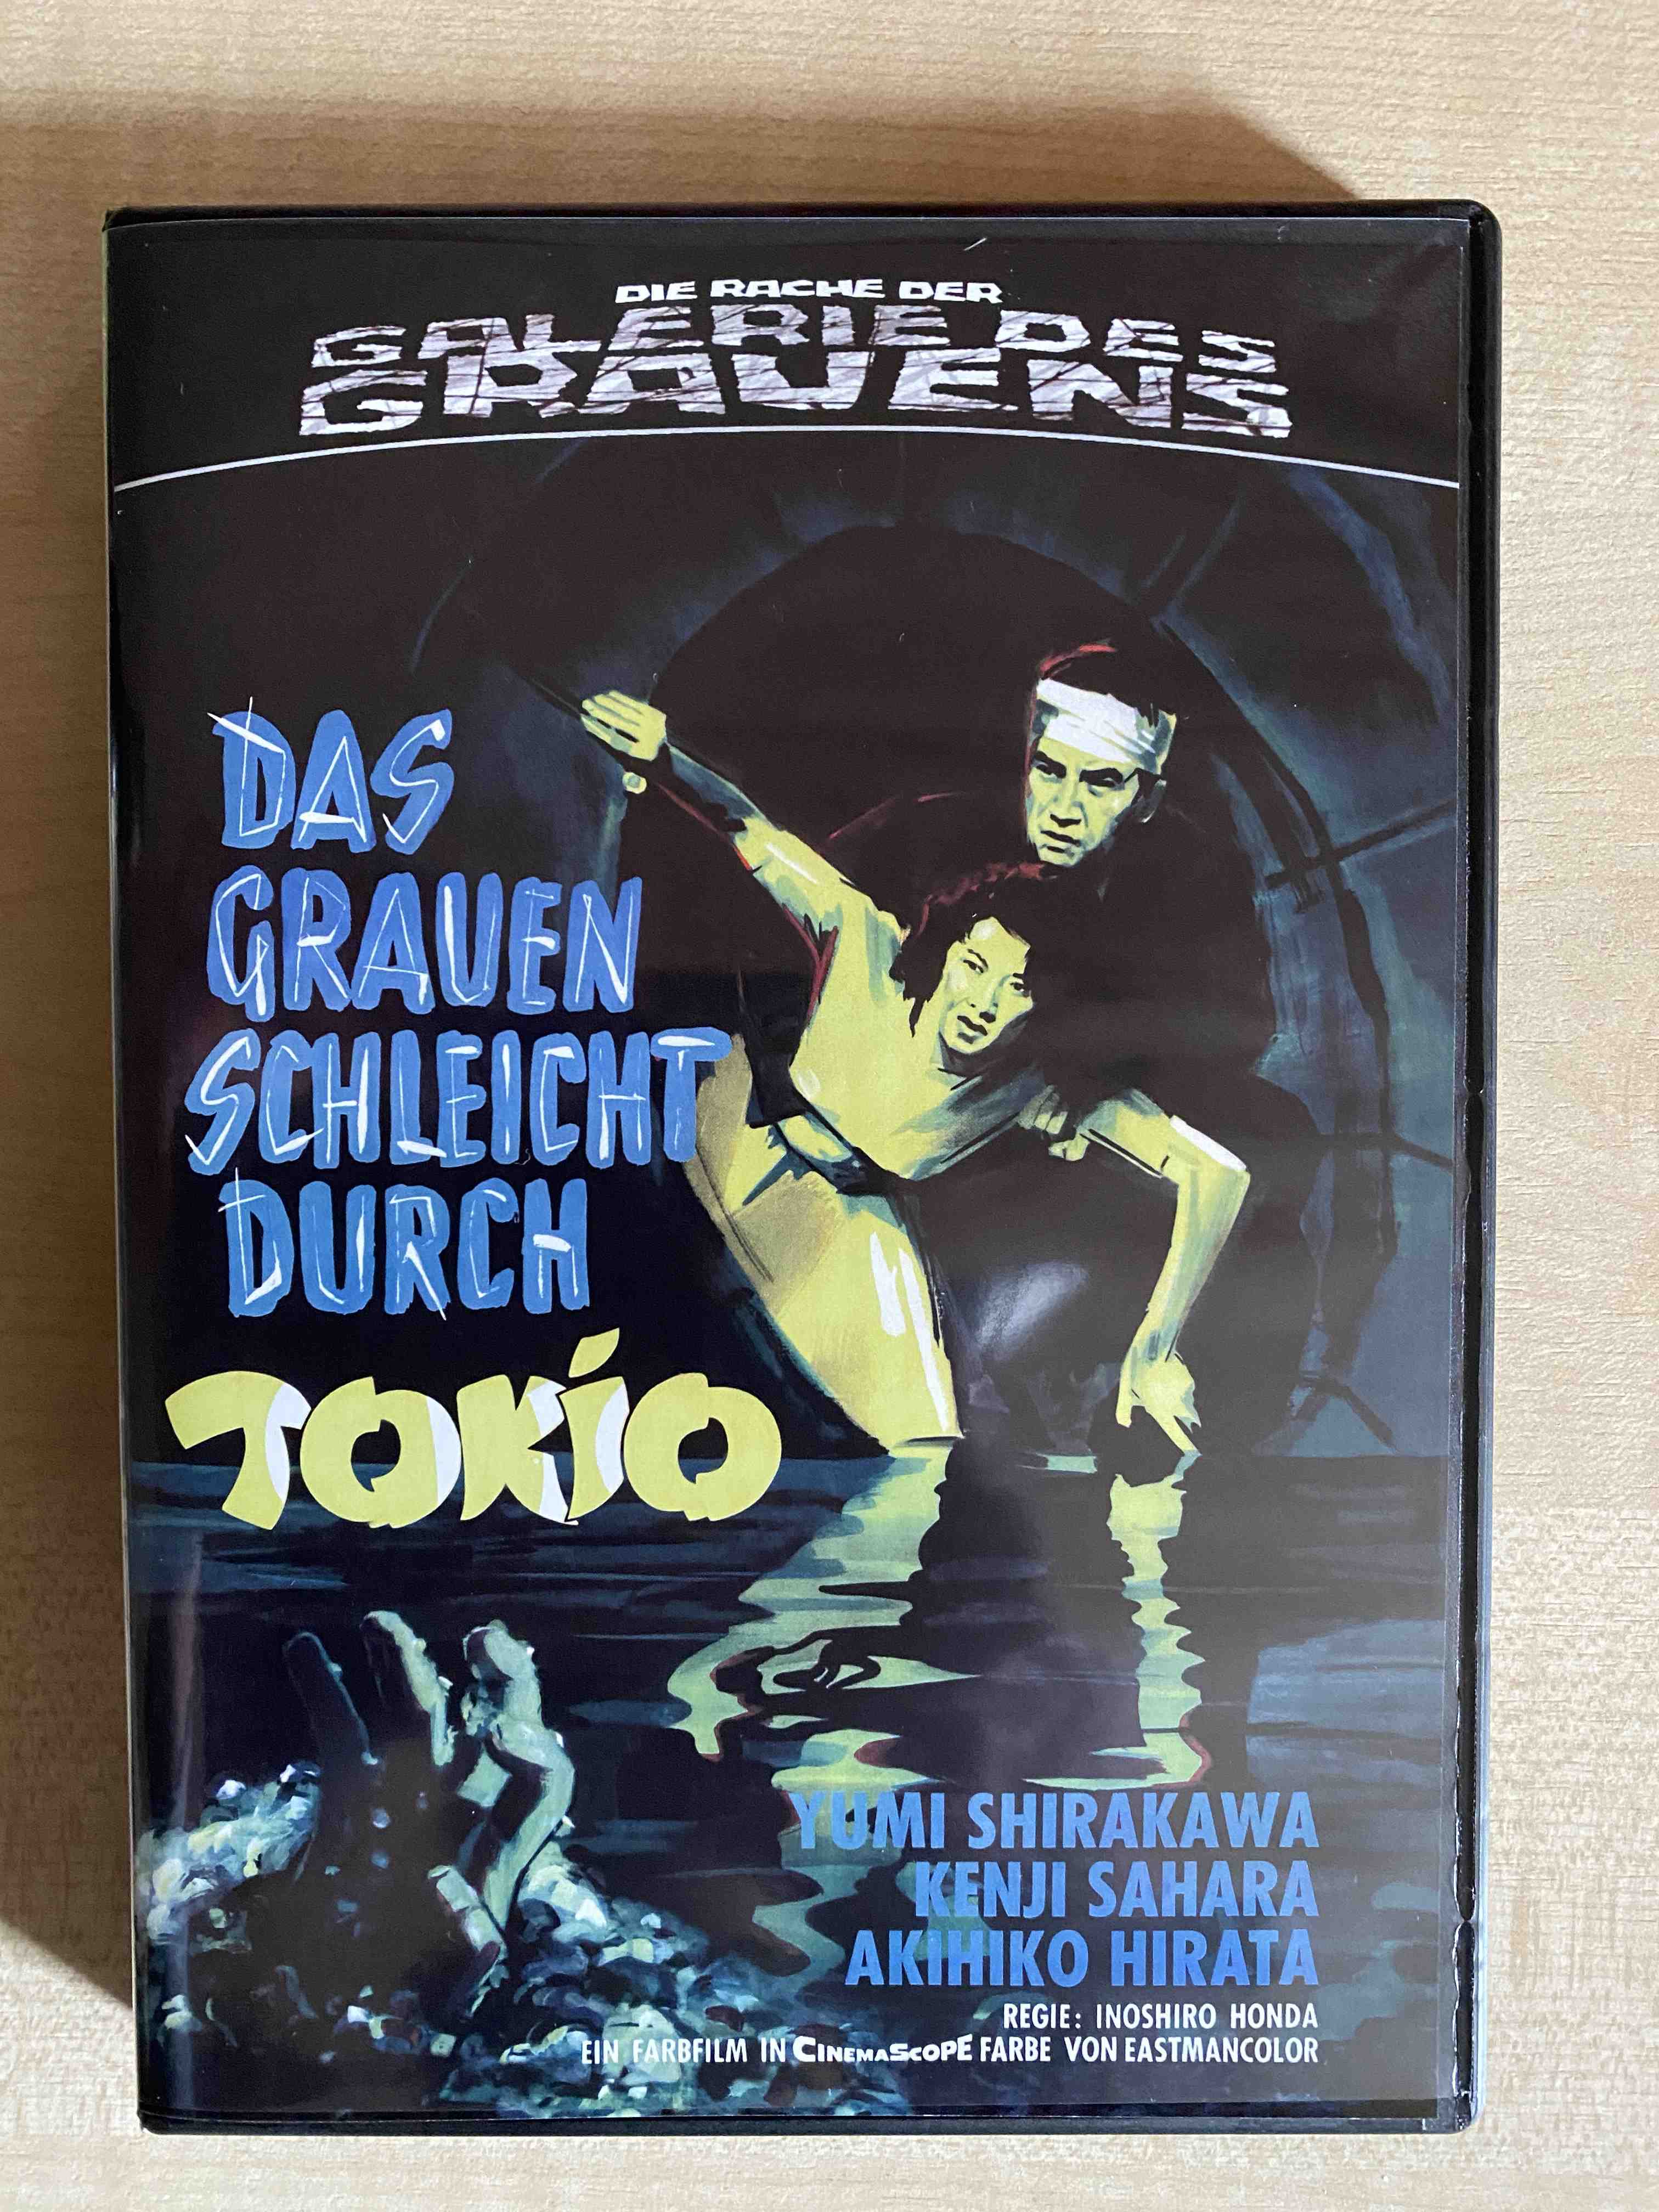 DIE RACHE DER
GALERIE DES
GRAUENS
DAS
GRAUEN
SCHLEICHT
DURCH
TOKIO
YUMI SHIRAKAWA
KENJI SAHARA
AKIHIKO HIRATA
REGIE: INOSHIRO HONDA
EIN FARBFILM IN CINEMASCOPE FARBE VON EASTMANCOLOR